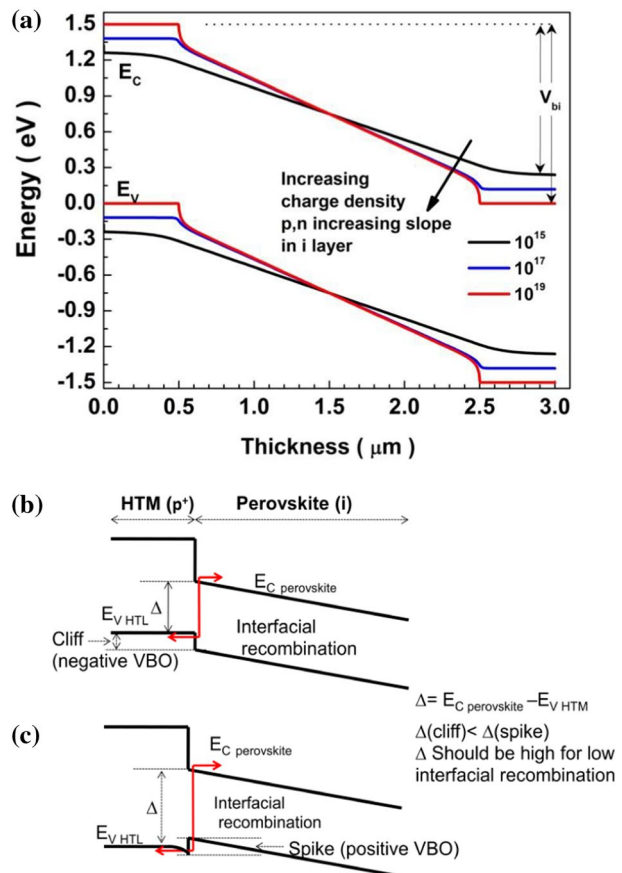 (a)
1.5
1.2
0.9
0.6
0.3
0.0
-0.3
-0.6
-0.9
-1.2
-1.5
Energy ( eV )
E_C
E_V
V_bi
Increasing
charge density
p,n increasing slope
in i layer
10^15
10^17
10^19
0.0 0.5 1.0 1.5 2.0 2.5 3.0
Thickness ( μm )
(b)
HTM (p⁺) Perovskite (i)
E_C perovskite
E_V HTL
Δ
Cliff
(negative VBO)
Interfacial
recombination
Δ= E_C perovskite –E_V HTM
Δ(cliff)< Δ(spike)
Δ Should be high for low
interfacial recombination
(c)
E_C perovskite
Δ
Interfacial
recombination
E_V HTL
Spike (positive VBO)